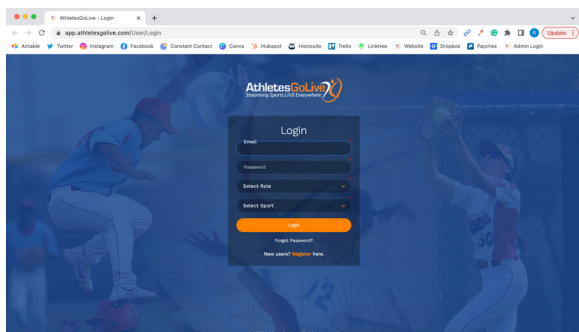 AthletesGoLive - Login
app.athletesgolive.com/User/Login
Update
Airtable Twitter Instagram Facebook Constant Contact Canva Hubspot Hootsuite Trello Linktree Website Dropbox Paychex Admin Login
AthletesGoLive
Streaming Sports LIVE Everywhere
Login
Email
Password
Select Role
Select Sport
Login
Forgot Password?
New users? Register here.
30
12